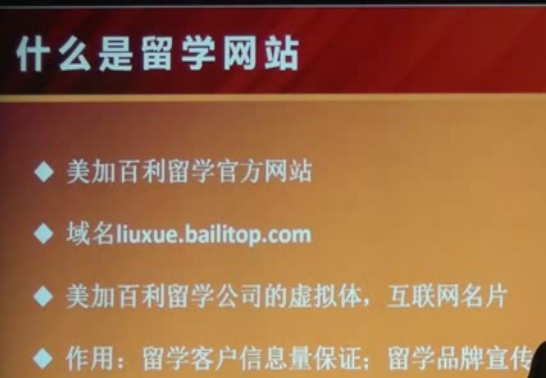 什么是留学网站
◆ 美加百利留学官方网站
◆ 域名liuxue.bailitop.com
◆ 美加百利留学公司的虚拟体，互联网名片
◆ 作用：留学客户信息量保证；留学品牌宣传